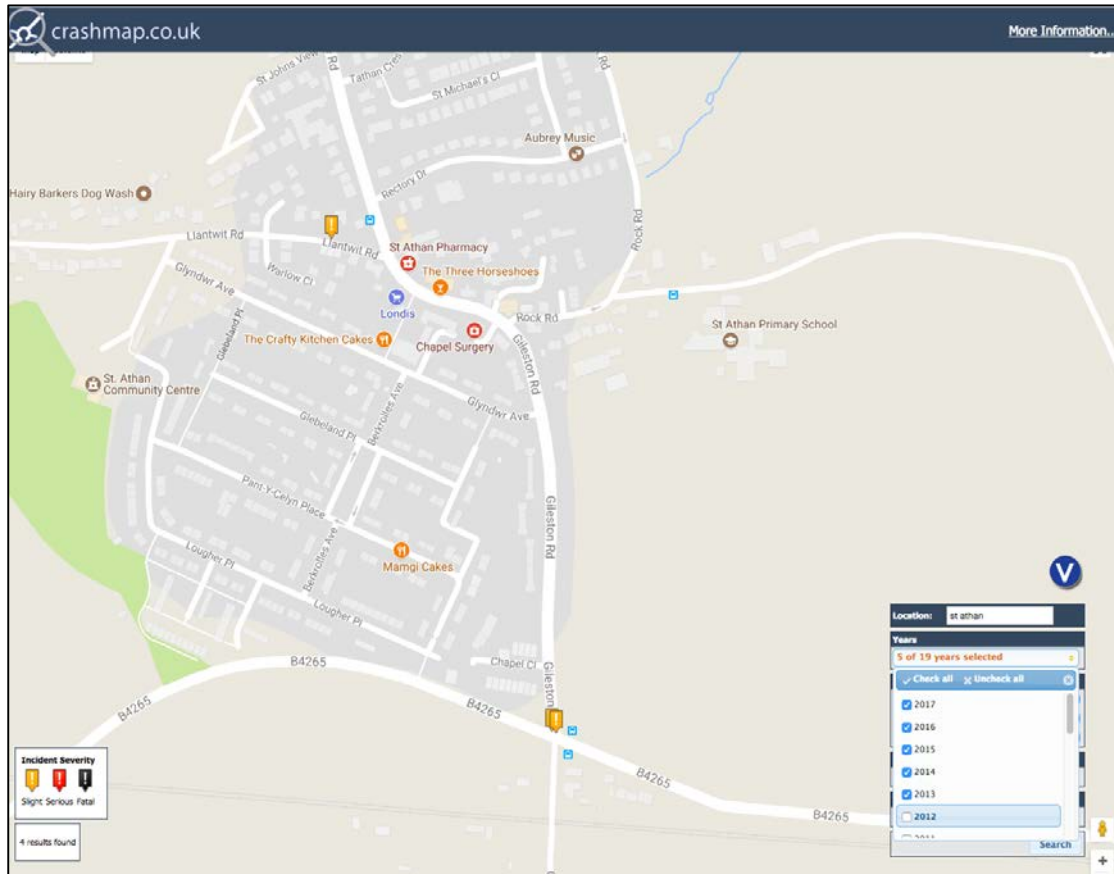 crashmap.co.uk
More Information..
St Johns View
Rd
Tathan Cres
St Michael's Cl
Rd
Aubrey Music
Rectory Dr
Hairy Barkers Dog Wash
Llantwit Rd
Llantwit Rd
St Athan Pharmacy
Rock Rd
Warlow Cl
The Three Horseshoes
Glyndwr Ave
Londis
Rock Rd
St Athan Primary School
The Crafty Kitchen Cakes
Chapel Surgery
Gileston Rd
Glebeland Pl
St. Athan
Community Centre
Berkrolles Ave
Glyndwr Ave
Glebeland Pl
Pant-Y-Celyn Place
Gileston Rd
Berkrolles Ave
Mamgi Cakes
Lougher Pl
Lougher Pl
V
Location: st athan
Years
5 of 19 years selected
Check all Uncheck all
2017
2016
2015
2014
2013
2012
2011
Search
B4265
Chapel Cl
Gileston
B4265
B4265
B4265
B4265
Incident Severity
Slight Serious Fatal
4 results found